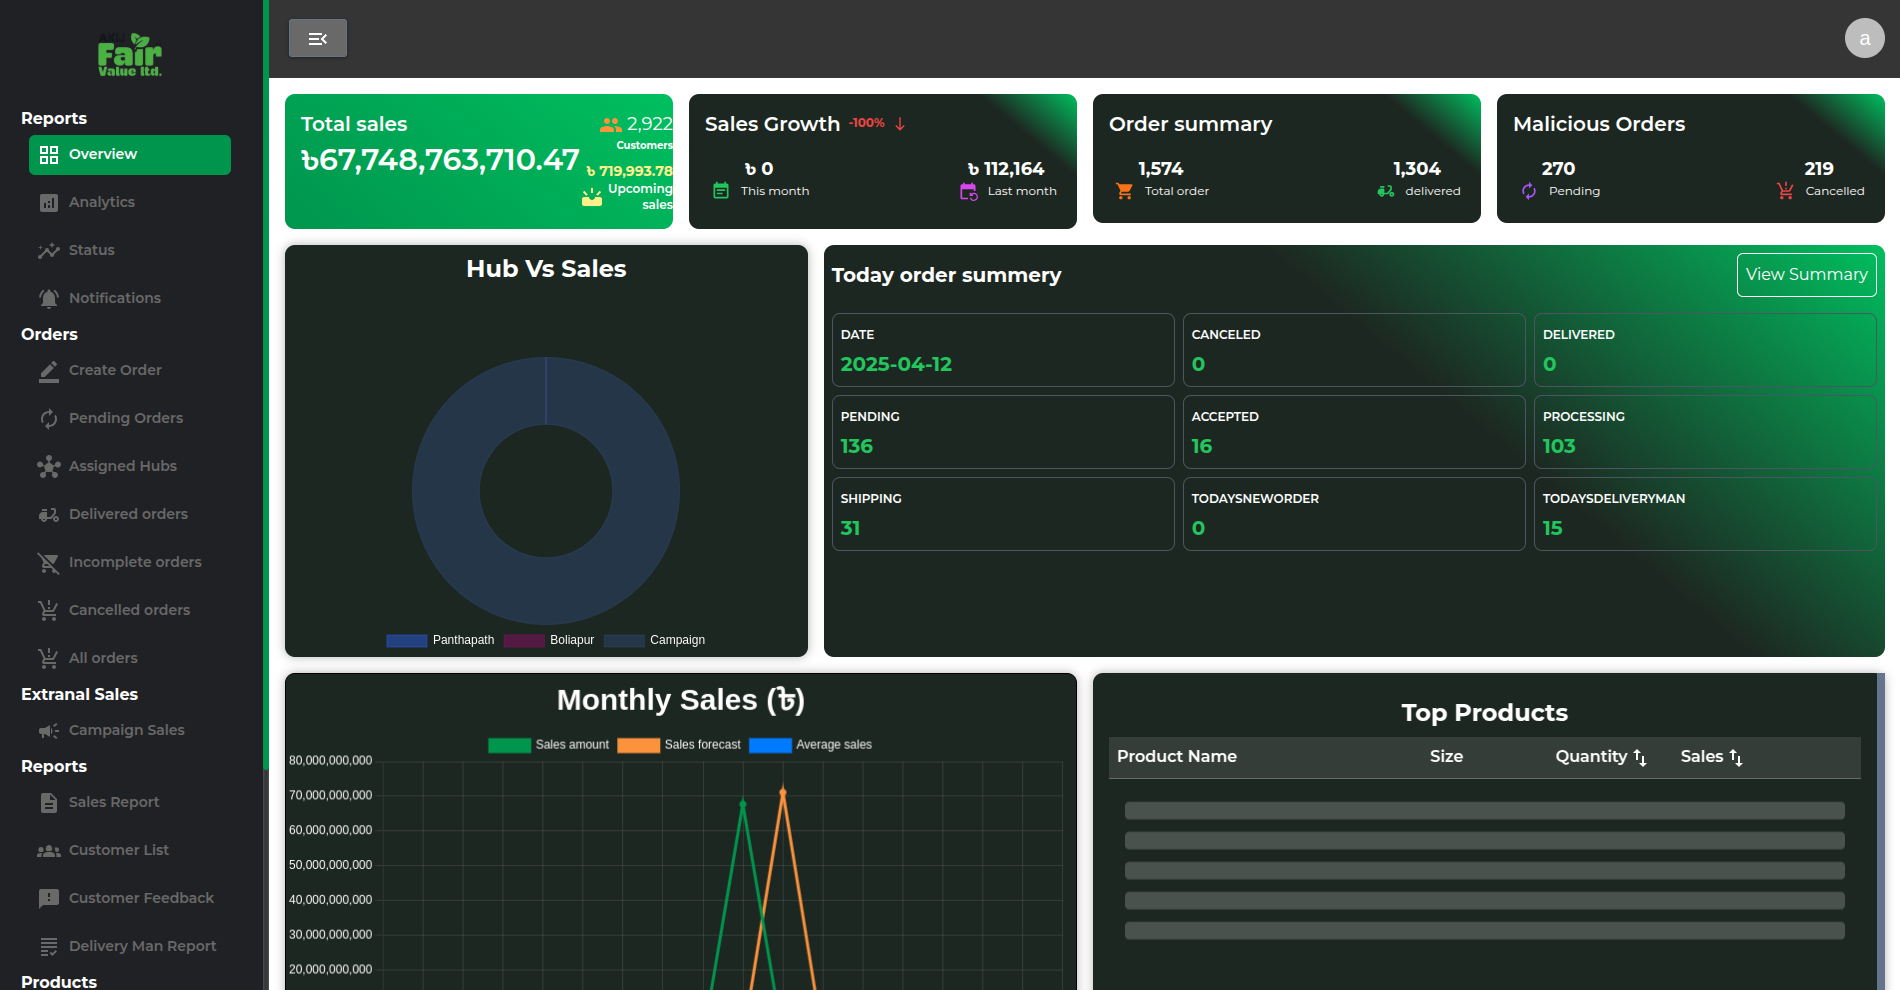 AKIJ
Fair
Value ltd.
Reports
Overview
Analytics
Status
Notifications
Orders
Create Order
Pending Orders
Assigned Hubs
Delivered orders
Incomplete orders
Cancelled orders
All orders
Extranal Sales
Campaign Sales
Reports
Sales Report
Customer List
Customer Feedback
Delivery Man Report
Products
a
Total sales
৳67,748,763,710.47
2,922
Customers
৳ 719,993.78
Upcoming
sales
Sales Growth -100%
৳ 0
This month
৳ 112,164
Last month
Order summary
1,574
Total order
1,304
delivered
Malicious Orders
270
Pending
219
Cancelled
Hub Vs Sales
Panthapath Boliapur Campaign
Today order summery
View Summary
DATE
2025-04-12
CANCELED
0
DELIVERED
0
PENDING
136
ACCEPTED
16
PROCESSING
103
SHIPPING
31
TODAYSNEWORDER
0
TODAYSDELIVERYMAN
15
Monthly Sales (৳)
Sales amount Sales forecast Average sales
80,000,000,000
70,000,000,000
60,000,000,000
50,000,000,000
40,000,000,000
30,000,000,000
20,000,000,000
Top Products
Product Name Size Quantity Sales